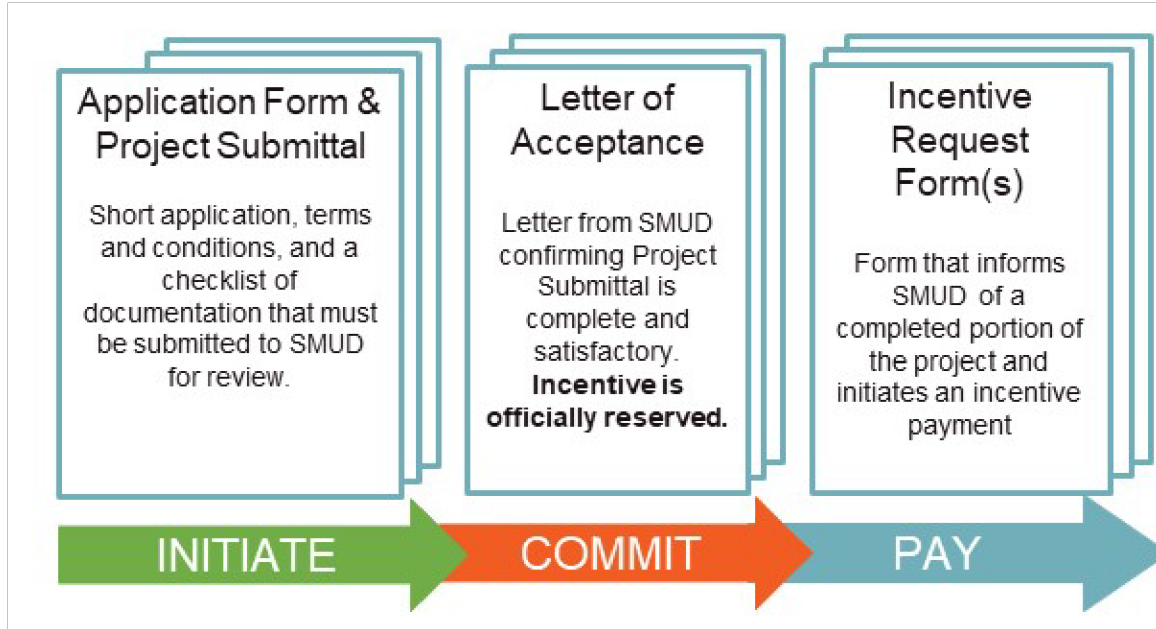 Application Form &
Project Submittal
Short application, terms
and conditions, and a
checklist of
documentation that must
be submitted to SMUD
for review.
Letter of
Acceptance
Letter from SMUD
confirming Project
Submittal is
complete and
satisfactory.
Incentive is
officially reserved.
Incentive
Request
Form(s)
Form that informs
SMUD of a
completed portion of
the project and
initiates an incentive
payment
INITIATE
COMMIT
PAY